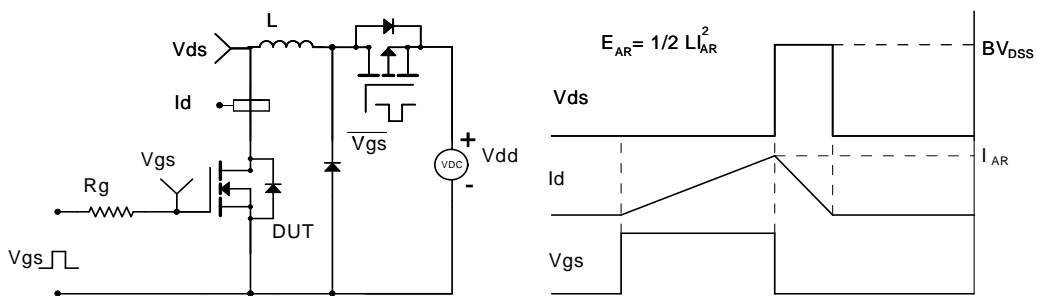 L
Vds
Id
Vgs
Vgs
Rg
DUT
Vgs
+
VDC
-
Vdd
E_AR= 1/2 LI²_AR
BV_DSS
Vds
I_AR
Id
Vgs